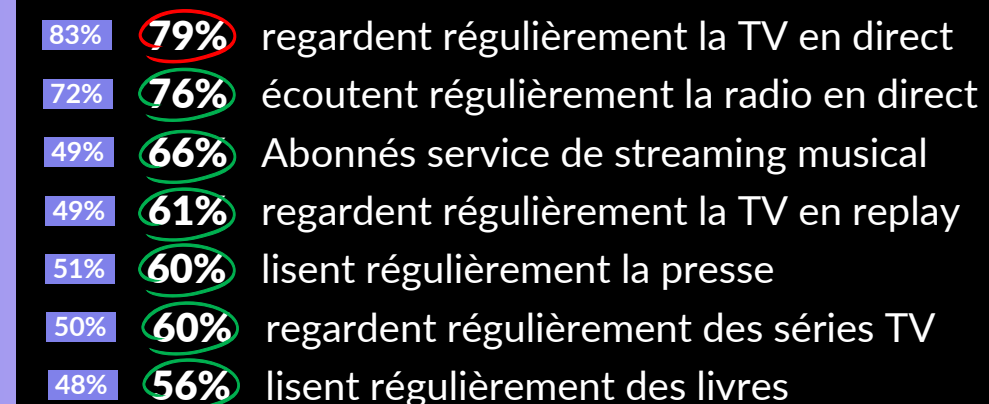 83% 79% regardent régulièrement la TV en direct
72% 76% écoutent régulièrement la radio en direct
49% 66% Abonnés service de streaming musical
49% 61% regardent régulièrement la TV en replay
51% 60% lisent régulièrement la presse
50% 60% regardent régulièrement des séries TV
48% 56% lisent régulièrement des livres